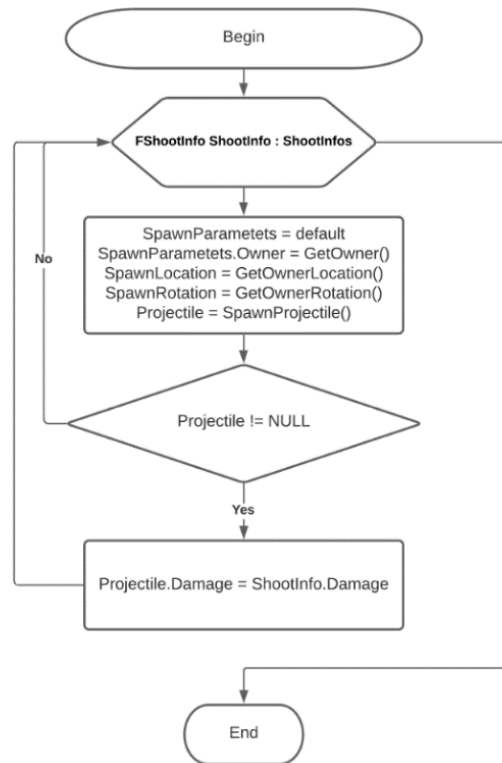 Begin
FShootInfo ShootInfo : ShootInfos
SpawnParametets = default
SpawnParametets.Owner = GetOwner()
SpawnLocation = GetOwnerLocation()
SpawnRotation = GetOwnerRotation()
Projectile = SpawnProjectile()
No
Projectile != NULL
Yes
Projectile.Damage = ShootInfo.Damage
End